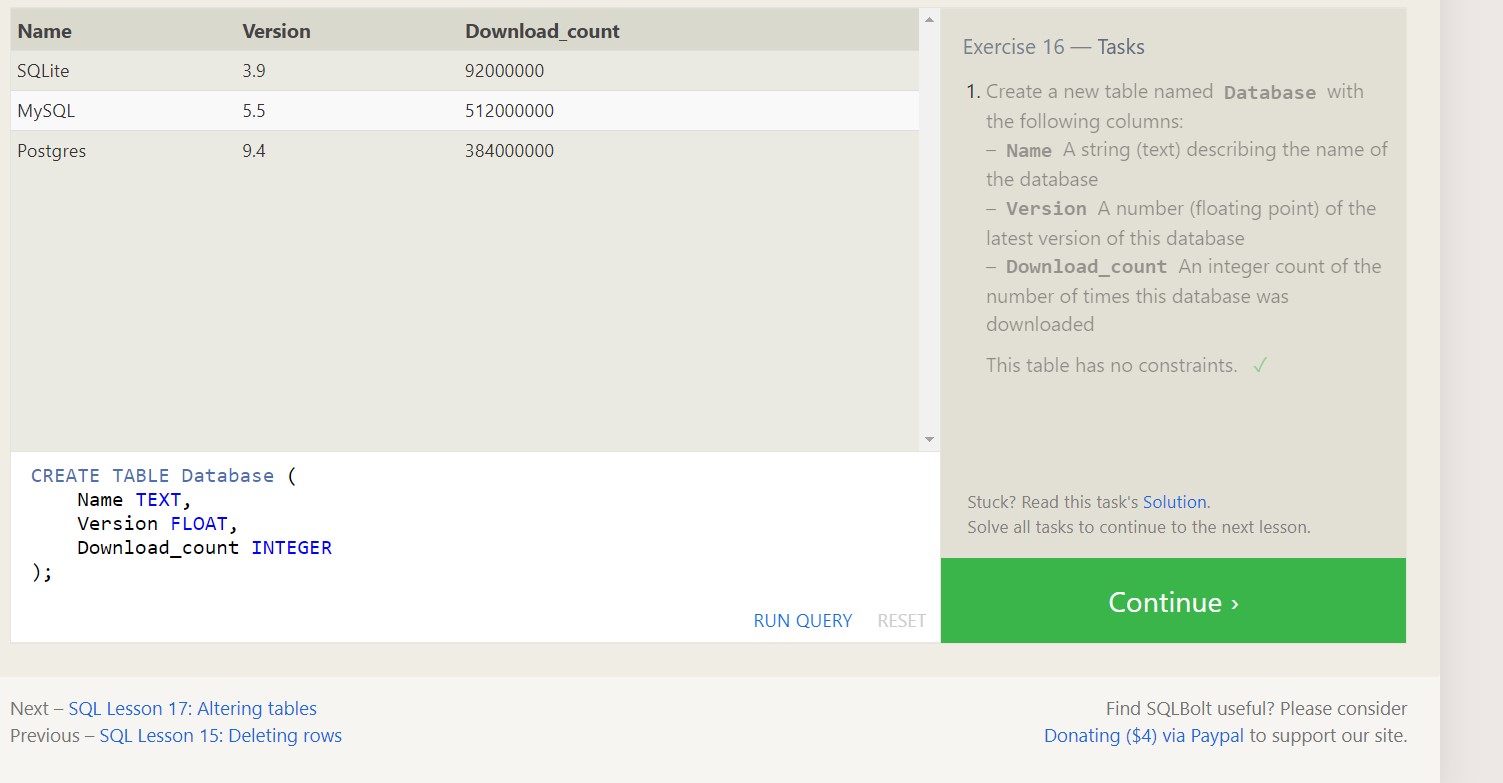 Name Version Download_count
SQLite 3.9 92000000
MySQL 5.5 512000000
Postgres 9.4 384000000
CREATE TABLE Database (
    Name TEXT,
    Version FLOAT,
    Download_count INTEGER
);
RUN QUERY RESET
Exercise 16 — Tasks
1. Create a new table named Database with
the following columns:
– Name A string (text) describing the name of
the database
– Version A number (floating point) of the
latest version of this database
– Download_count An integer count of the
number of times this database was
downloaded
This table has no constraints. ✓
Stuck? Read this task's Solution.
Solve all tasks to continue to the next lesson.
Continue ›
Next – SQL Lesson 17: Altering tables
Previous – SQL Lesson 15: Deleting rows
Find SQLBolt useful? Please consider
Donating ($4) via Paypal to support our site.